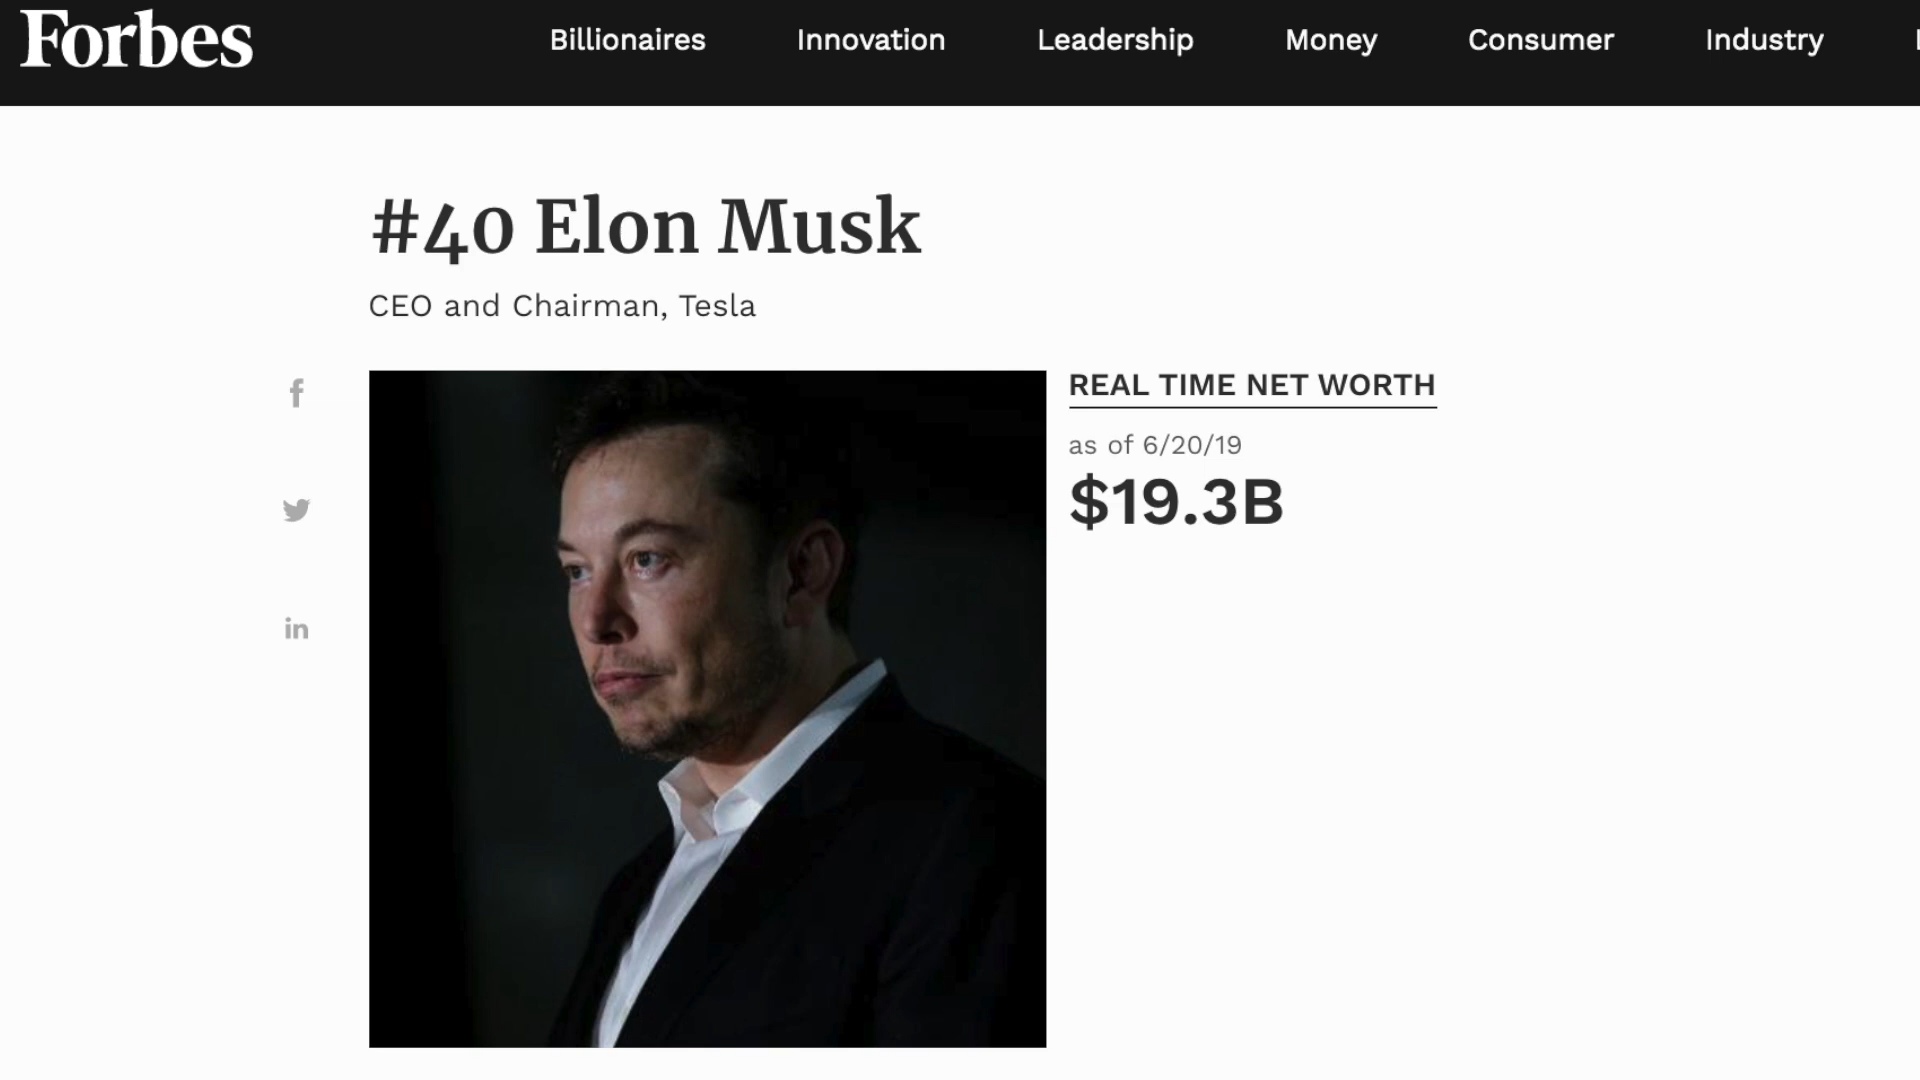 Forbes
Billionaires Innovation Leadership Money Consumer Industry
#40 Elon Musk
CEO and Chairman, Tesla
f
in
REAL TIME NET WORTH
as of 6/20/19
$19.3B